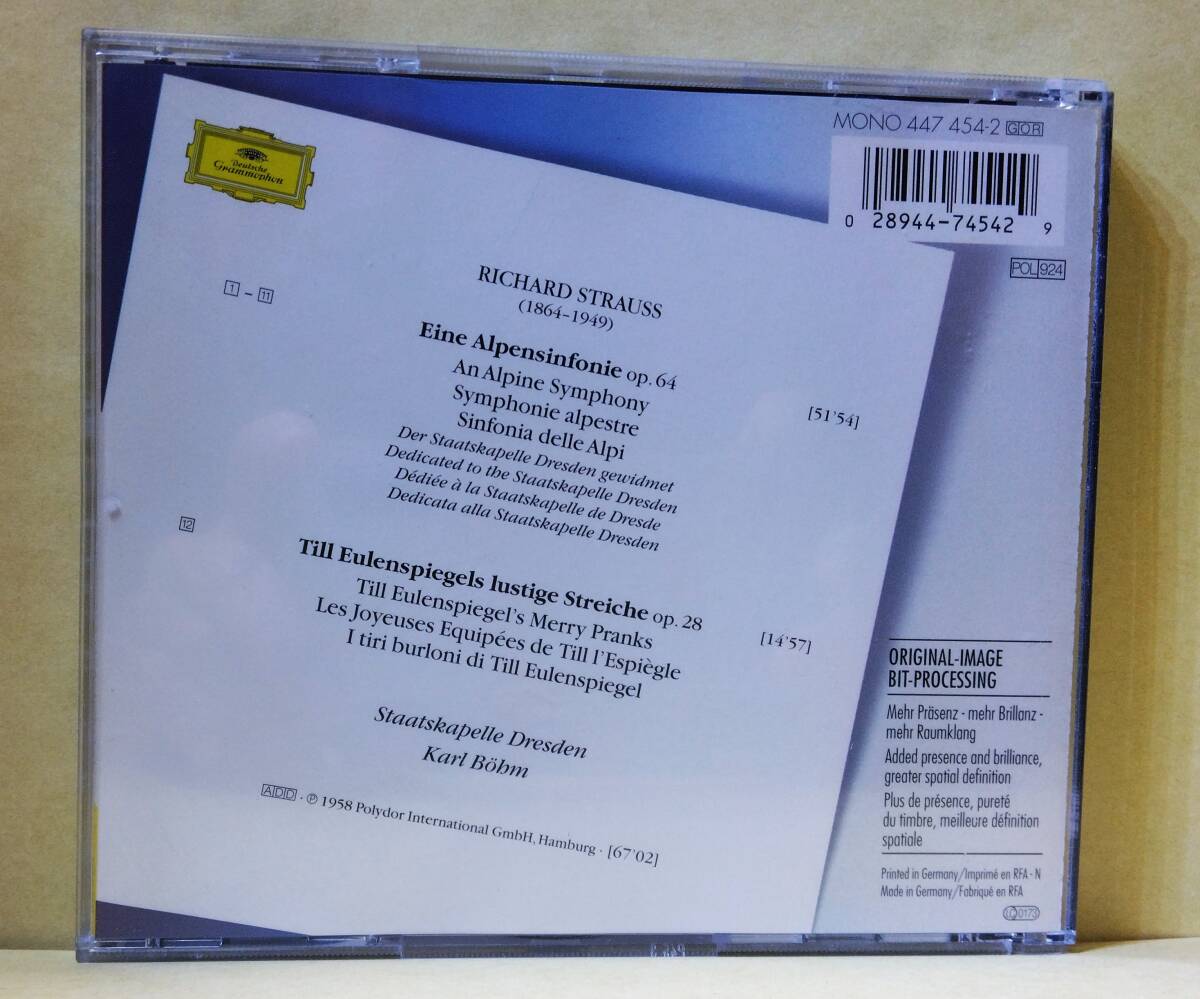 Deutsche
Grammophon
MONO 447 454-2 GOR
0 28944-74542 9
POL 924
RICHARD STRAUSS
(1864-1949)
1 - 11
Eine Alpensinfonie op. 64
An Alpine Symphony
Symphonie alpestre
Sinfonia delle Alpi
[51'54]
Der Staatskapelle Dresden gewidmet
Dedicated to the Staatskapelle Dresden
Dédiée à la Staatskapelle de Dresde
Dedicata alla Staatskapelle Dresden
12
Till Eulenspiegels lustige Streiche op. 28
Till Eulenspiegel's Merry Pranks
Les Joyeuses Equipées de Till l'Espiègle
I tiri burloni di Till Eulenspiegel
[14'57]
Staatskapelle Dresden
Karl Böhm
ADD · ℗ 1958 Polydor International GmbH, Hamburg · [67'02]
ORIGINAL-IMAGE
BIT-PROCESSING
Mehr Präsenz - mehr Brillanz -
mehr Raumklang
Added presence and brilliance,
greater spatial definition
Plus de présence, pureté
du timbre, meilleure définition
spatiale
Printed in Germany/Imprimé en RFA - N
Made in Germany/Fabriqué en RFA
LC 0173